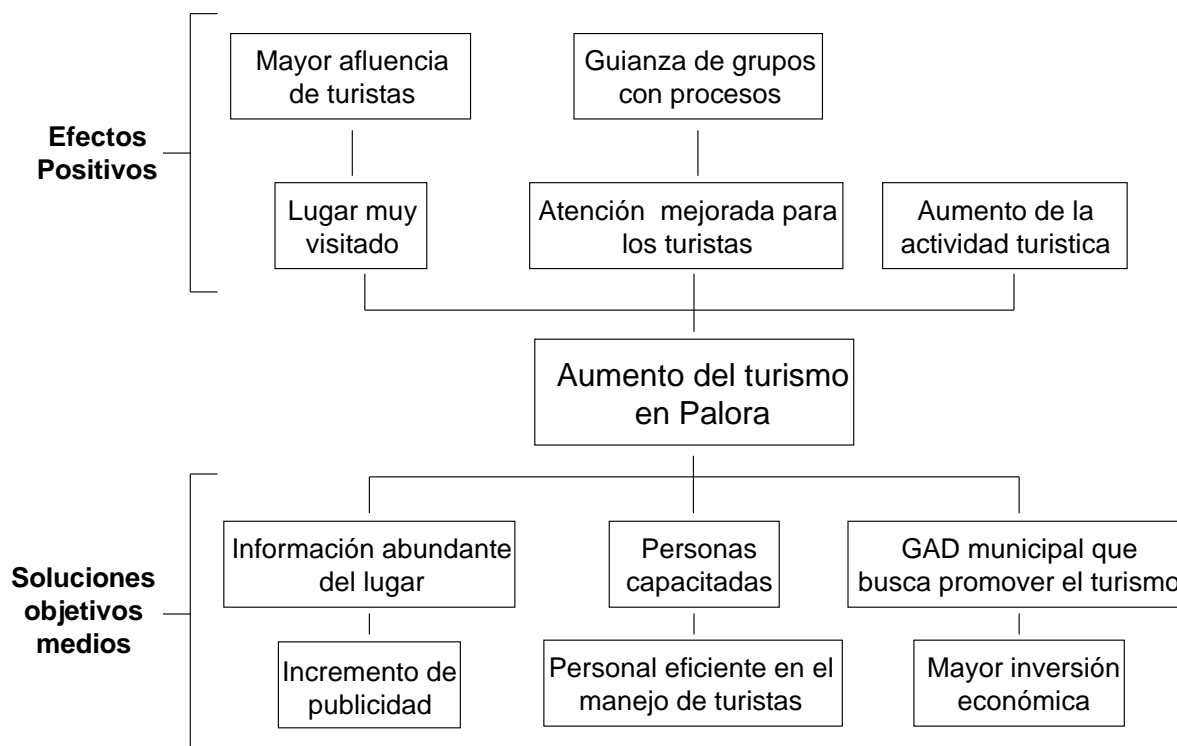 Mayor afluencia
de turistas
Guianza de grupos
con procesos
Efectos
Positivos
Lugar muy
visitado
Atención mejorada para
los turistas
Aumento de la
actividad turistica
Aumento del turismo
en Palora
Soluciones
objetivos
medios
Información abundante
del lugar
Personas
capacitadas
GAD municipal que
busca promover el turismo
Incremento de
publicidad
Personal eficiente en el
manejo de turistas
Mayor inversión
económica